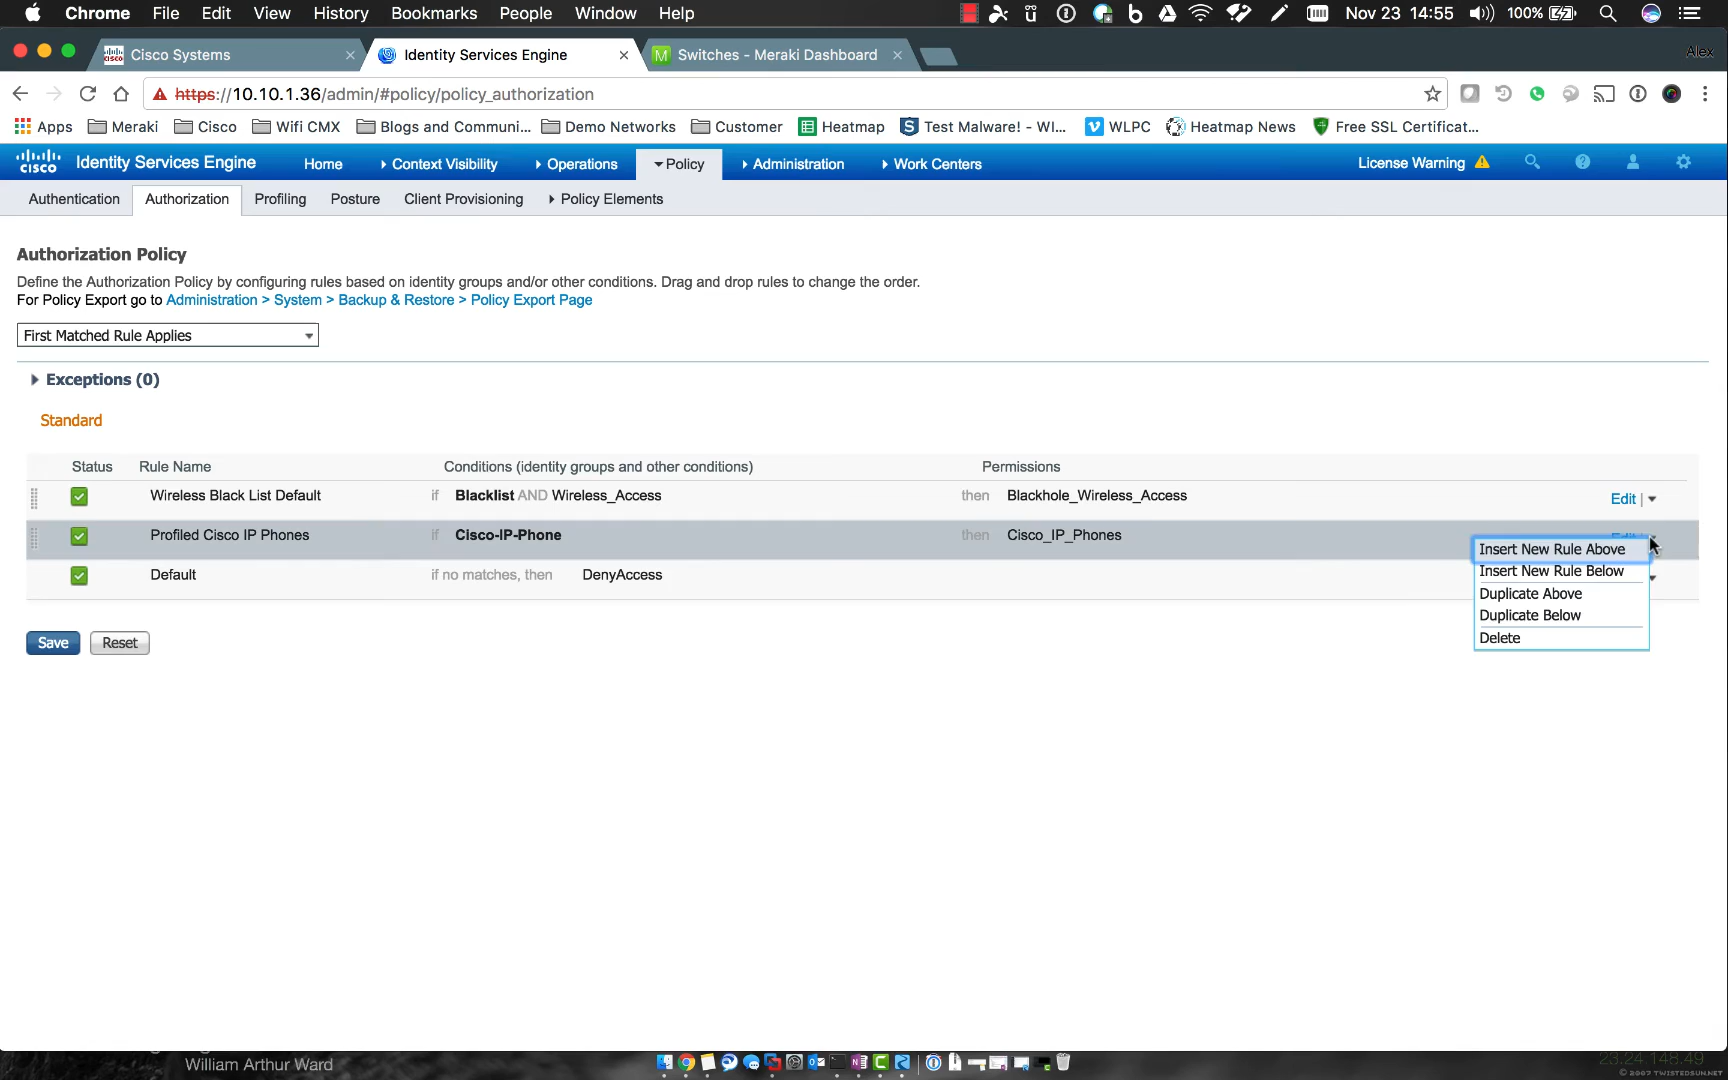 Chrome File Edit View History Bookmarks People Window Help Nov 23 14:55 100%
Cisco Systems Identity Services Engine Switches - Meraki Dashboard Alex
https://10.10.1.36/admin/#policy/policy_authorization
Apps Meraki Cisco Wifi CMX Blogs and Communi... Demo Networks Customer Heatmap Test Malware! - WI... WLPC Heatmap News Free SSL Certificat...
CISCO Identity Services Engine Home Context Visibility Operations Policy Administration Work Centers License Warning
Authentication Authorization Profiling Posture Client Provisioning Policy Elements
Authorization Policy
Define the Authorization Policy by configuring rules based on identity groups and/or other conditions. Drag and drop rules to change the order.
For Policy Export go to Administration > System > Backup & Restore > Policy Export Page
First Matched Rule Applies
Exceptions (0)
Standard
Status Rule Name Conditions (identity groups and other conditions) Permissions
Wireless Black List Default if Blacklist AND Wireless_Access then Blackhole_Wireless_Access Edit |
Profiled Cisco IP Phones if Cisco-IP-Phone then Cisco_IP_Phones Edit
Insert New Rule Above
Default if no matches, then DenyAccess
Insert New Rule Below
Duplicate Above
Duplicate Below
Delete
Save Reset
William Arthur Ward
23.24.148.49
© 2007 TWISTEDSUN.NET